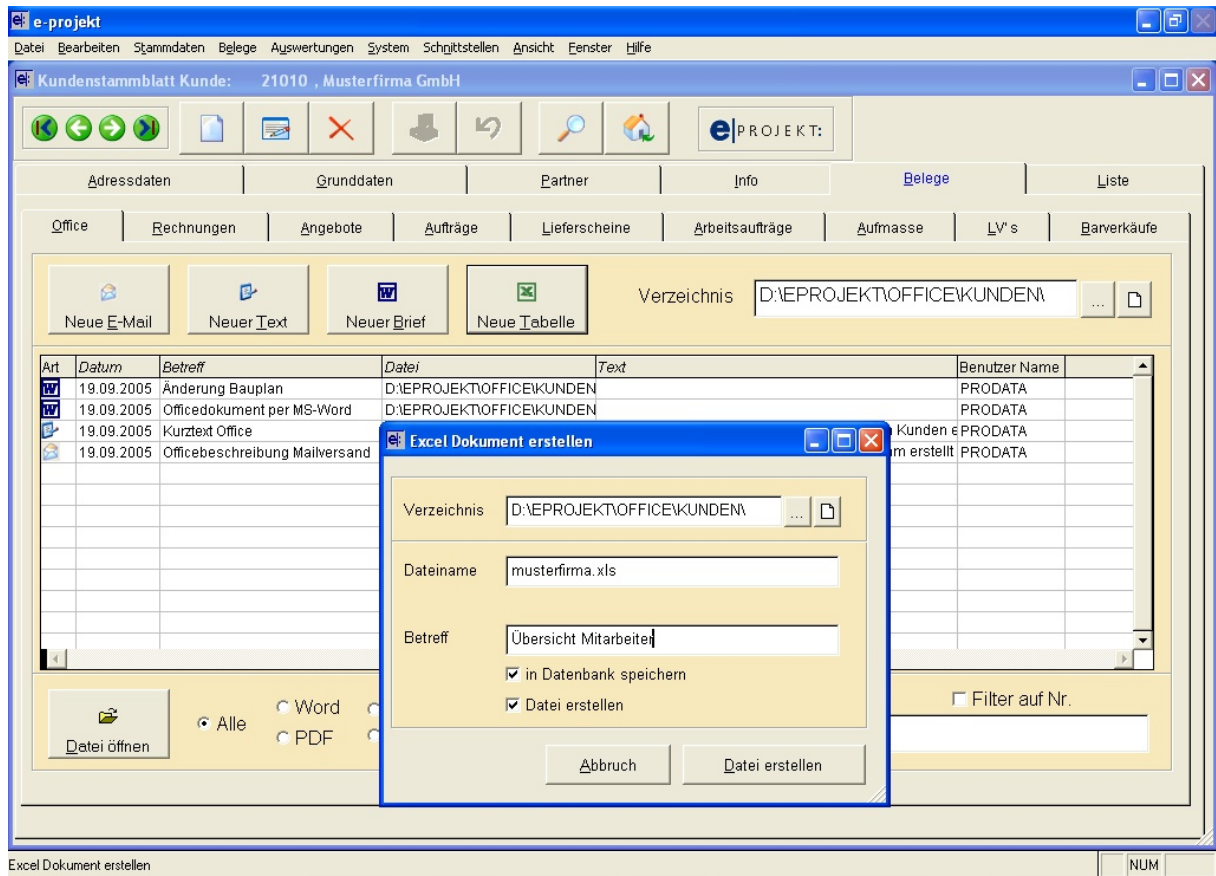 e-projekt
Datei Bearbeiten Stammdaten Belege Auswertungen System Schnittstellen Ansicht Fenster Hilfe
Kundenstammblatt Kunde: 21010 , Musterfirma GmbH
e PROJEKT:
Adressdaten Grunddaten Partner Info Belege Liste
Office Rechnungen Angebote Aufträge Lieferscheine Arbeitsaufträge Aufmasse LV's Barverkäufe
Neue E-Mail Neuer Text Neuer Brief Neue Tabelle Verzeichnis D:\EPROJEKT\OFFICE\KUNDEN\ ...
Art Datum Betreff Datei Text Benutzer Name
19.09.2005 Änderung Bauplan D:\EPROJEKT\OFFICE\KUNDEN PRODATA
19.09.2005 Officedokument per MS-Word D:\EPROJEKT\OFFICE\KUNDEN PRODATA
19.09.2005 Kurztext Office Kunden e PRODATA
19.09.2005 Officebeschreibung Mailversand erstellt PRODATA
Excel Dokument erstellen
Verzeichnis D:\EPROJEKT\OFFICE\KUNDEN\ ...
Dateiname musterfirma.xls
Betreff Übersicht Mitarbeiter
in Datenbank speichern
Datei erstellen
Abbruch Datei erstellen
Datei öffnen Alle Word PDF Filter auf Nr.
Excel Dokument erstellen NUM